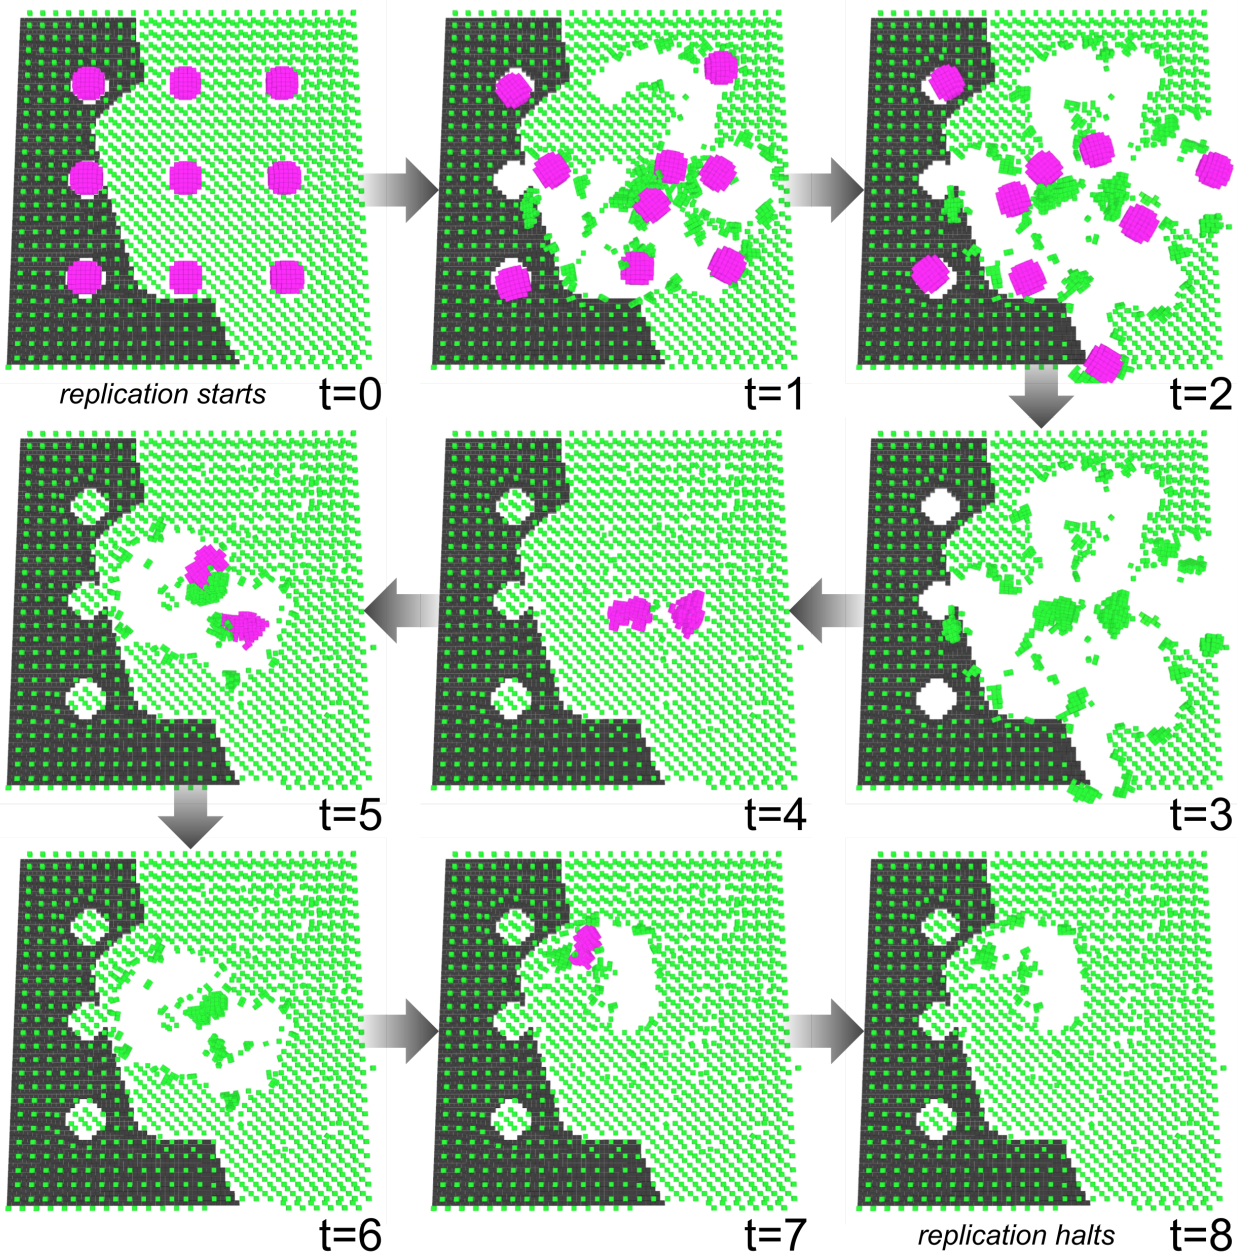 replication starts t=0
t=1
t=2
t=5
t=4
t=3
t=6
t=7
replication halts t=8